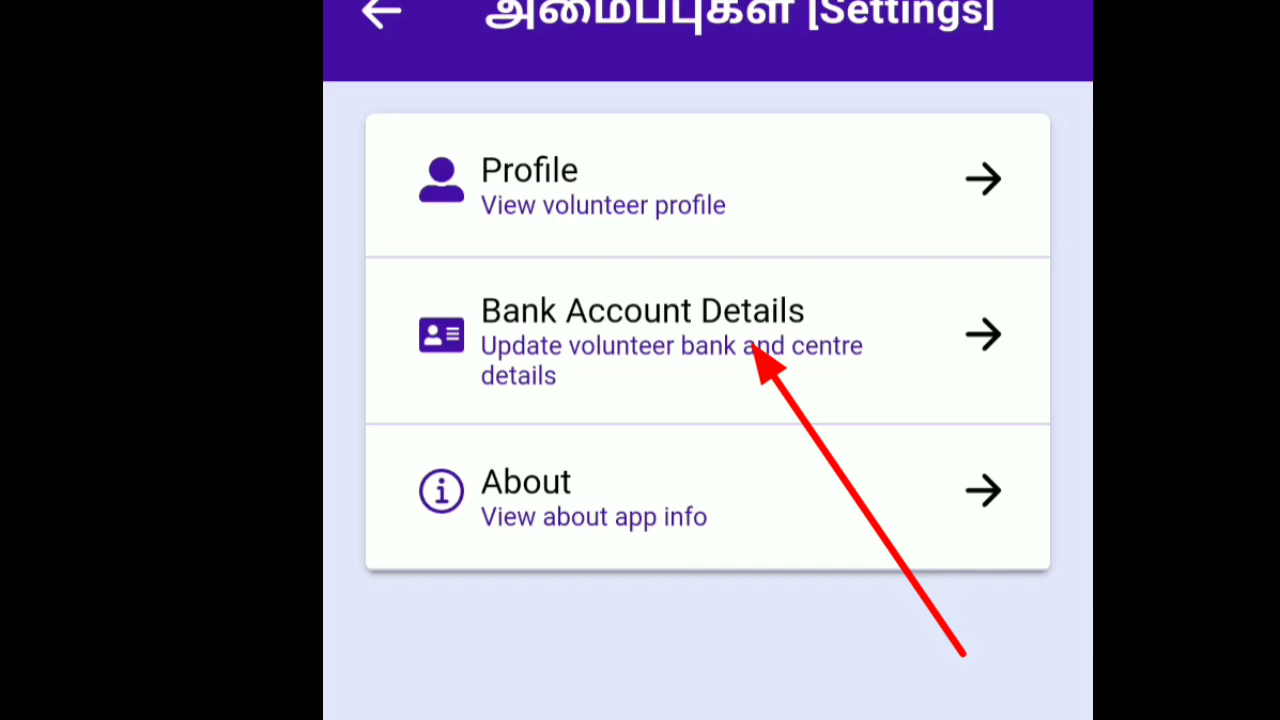 அமைப்புகள் [Settings]
Profile
View volunteer profile
Bank Account Details
Update volunteer bank and centre
details
About
View about app info